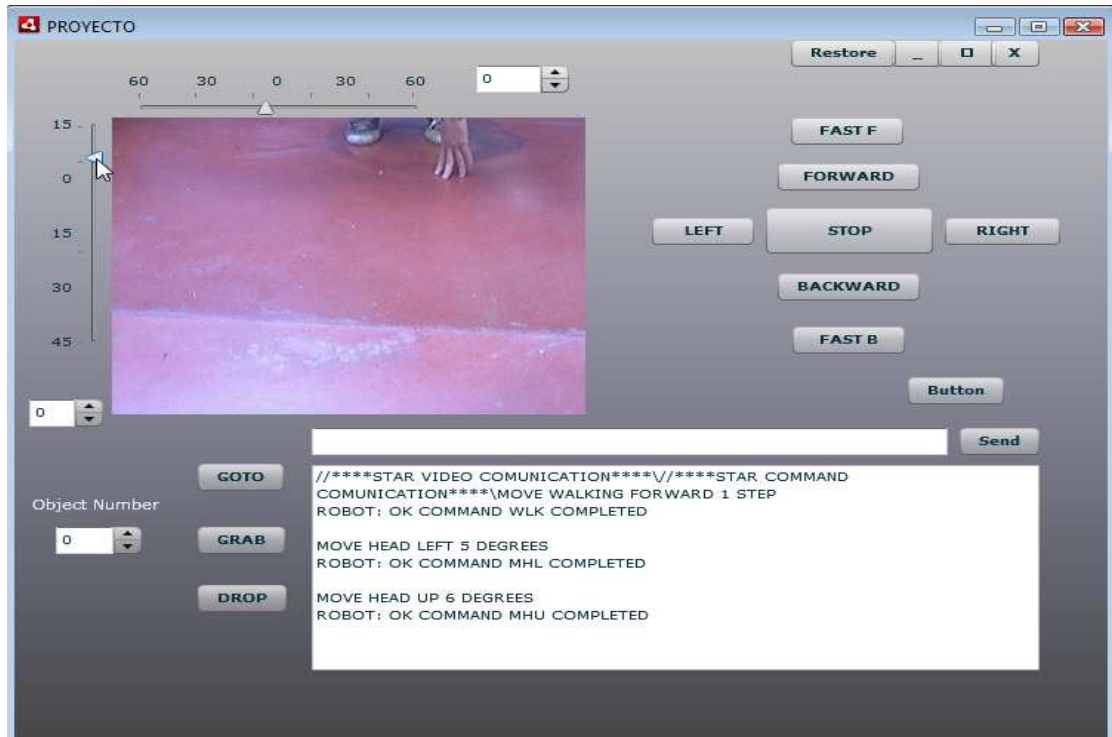 PROYECTO
Restore _ X
60 30 0 30 60 0
15
0
15
30
45
0
FAST F
FORWARD
LEFT STOP RIGHT
BACKWARD
FAST B
Button
Send
GOTO
Object Number
0
GRAB
DROP
//****STAR VIDEO COMUNICATION****\//****STAR COMMAND
COMUNICATION****\MOVE WALKING FORWARD 1 STEP
ROBOT: OK COMMAND WLK COMPLETED
MOVE HEAD LEFT 5 DEGREES
ROBOT: OK COMMAND MHL COMPLETED
MOVE HEAD UP 6 DEGREES
ROBOT: OK COMMAND MHU COMPLETED